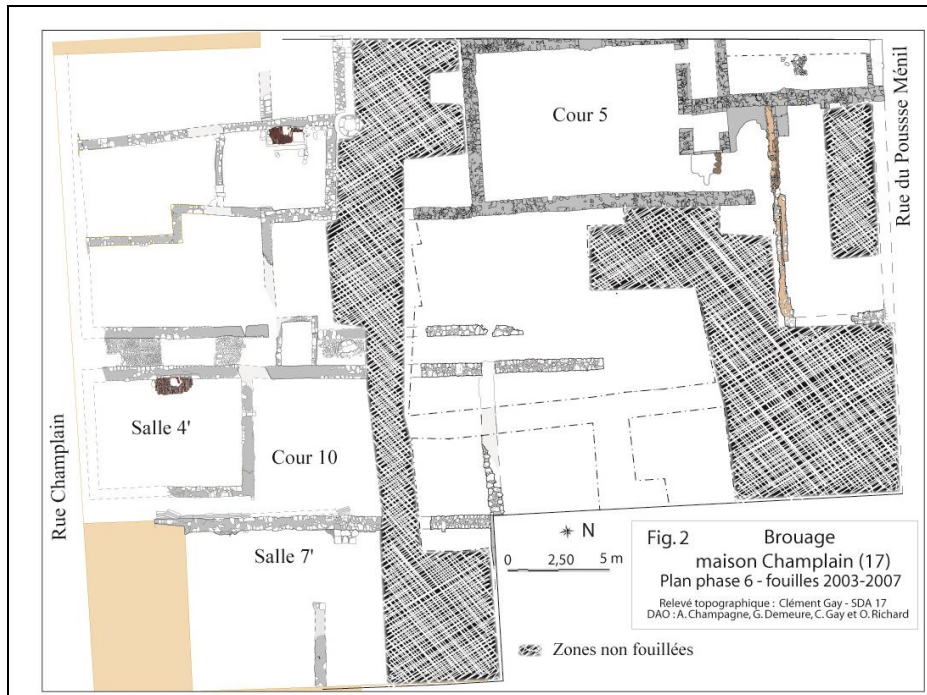 Cour 5
Rue du Poussse Ménil
Rue Champlain
Salle 4'
Cour 10
Salle 7'
N
0 2,50 5 m
Fig. 2 Brouage
maison Champlain (17)
Plan phase 6 - fouilles 2003-2007
Relevé topographique : Clément Gay - SDA 17
DAO : A. Champagne, G. Demeure, C. Gay et O. Richard
Zones non fouillées